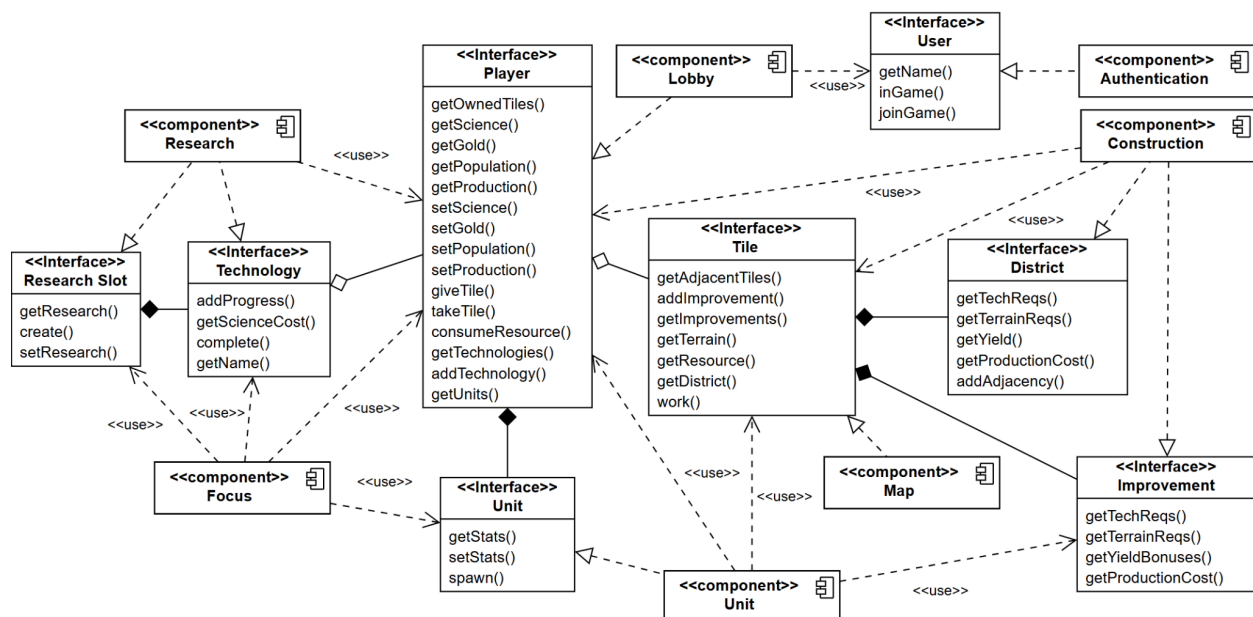 <<Interface>>
User
getName()
inGame()
joinGame()
<<component>>
Lobby
<<use>>
<<component>>
Authentication
<<Interface>>
Player
getOwnedTiles()
getScience()
getGold()
getPopulation()
getProduction()
setScience()
setGold()
setPopulation()
setProduction()
giveTile()
takeTile()
consumeResource()
getTechnologies()
addTechnology()
getUnits()
<<component>>
Research
<<use>>
<<component>>
Construction
<<use>>
<<use>>
<<Interface>>
Research Slot
getResearch()
create()
setResearch()
<<Interface>>
Technology
addProgress()
getScienceCost()
complete()
getName()
<<Interface>>
Tile
getAdjacentTiles()
addImprovement()
getImprovements()
getTerrain()
getResource()
getDistrict()
work()
<<Interface>>
District
getTechReqs()
getTerrainReqs()
getYield()
getProductionCost()
addAdjacency()
<<use>>
<<use>>
<<use>>
<<component>>
Focus
<<use>>
<<Interface>>
Unit
getStats()
setStats()
spawn()
<<use>>
<<use>>
<<component>>
Map
<<Interface>>
Improvement
getTechReqs()
getTerrainReqs()
getYieldBonuses()
getProductionCost()
<<component>>
Unit
<<use>>